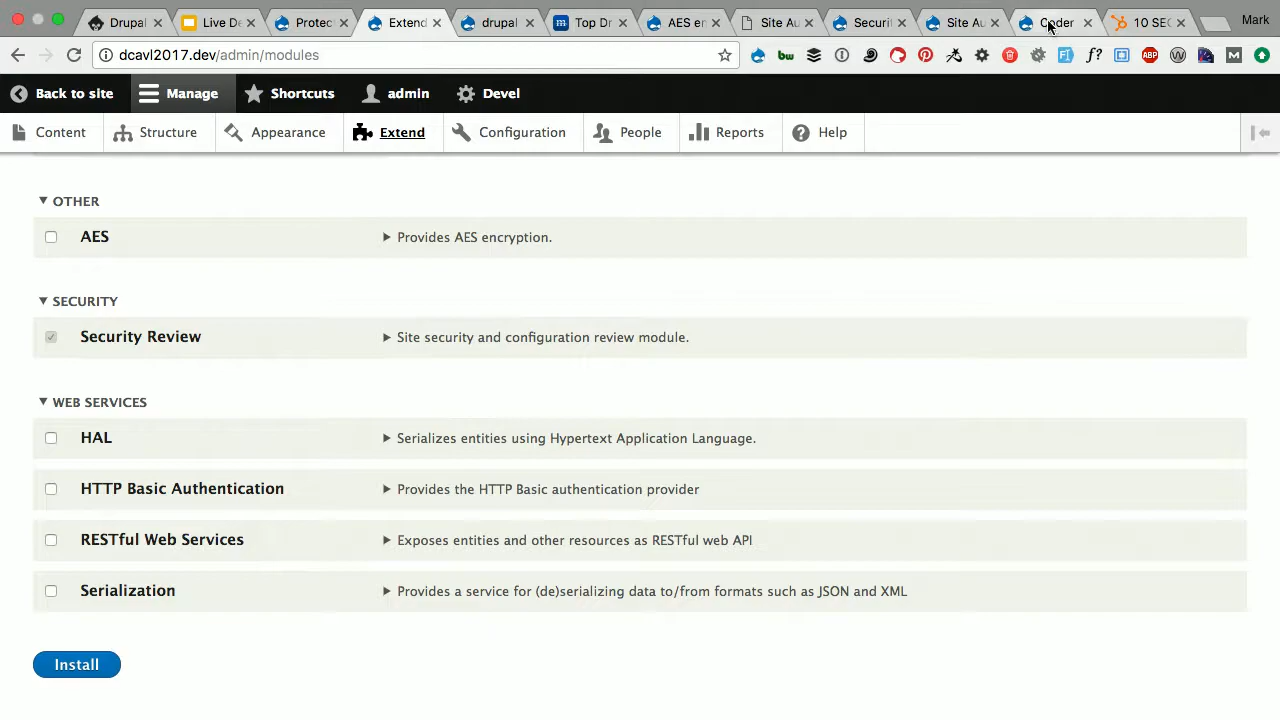 Drupal
Live De
Protec
Extend
drupal
Top Dr
AES en
Site Au
Securi
Site Au
Coder
10 SEC
Mark
dcavl2017.dev/admin/modules
Back to site
Manage
Shortcuts
admin
Devel
Content
Structure
Appearance
Extend
Configuration
People
Reports
Help
OTHER
AES
Provides AES encryption.
SECURITY
Security Review
Site security and configuration review module.
WEB SERVICES
HAL
Serializes entities using Hypertext Application Language.
HTTP Basic Authentication
Provides the HTTP Basic authentication provider
RESTful Web Services
Exposes entities and other resources as RESTful web API
Serialization
Provides a service for (de)serializing data to/from formats such as JSON and XML
Install